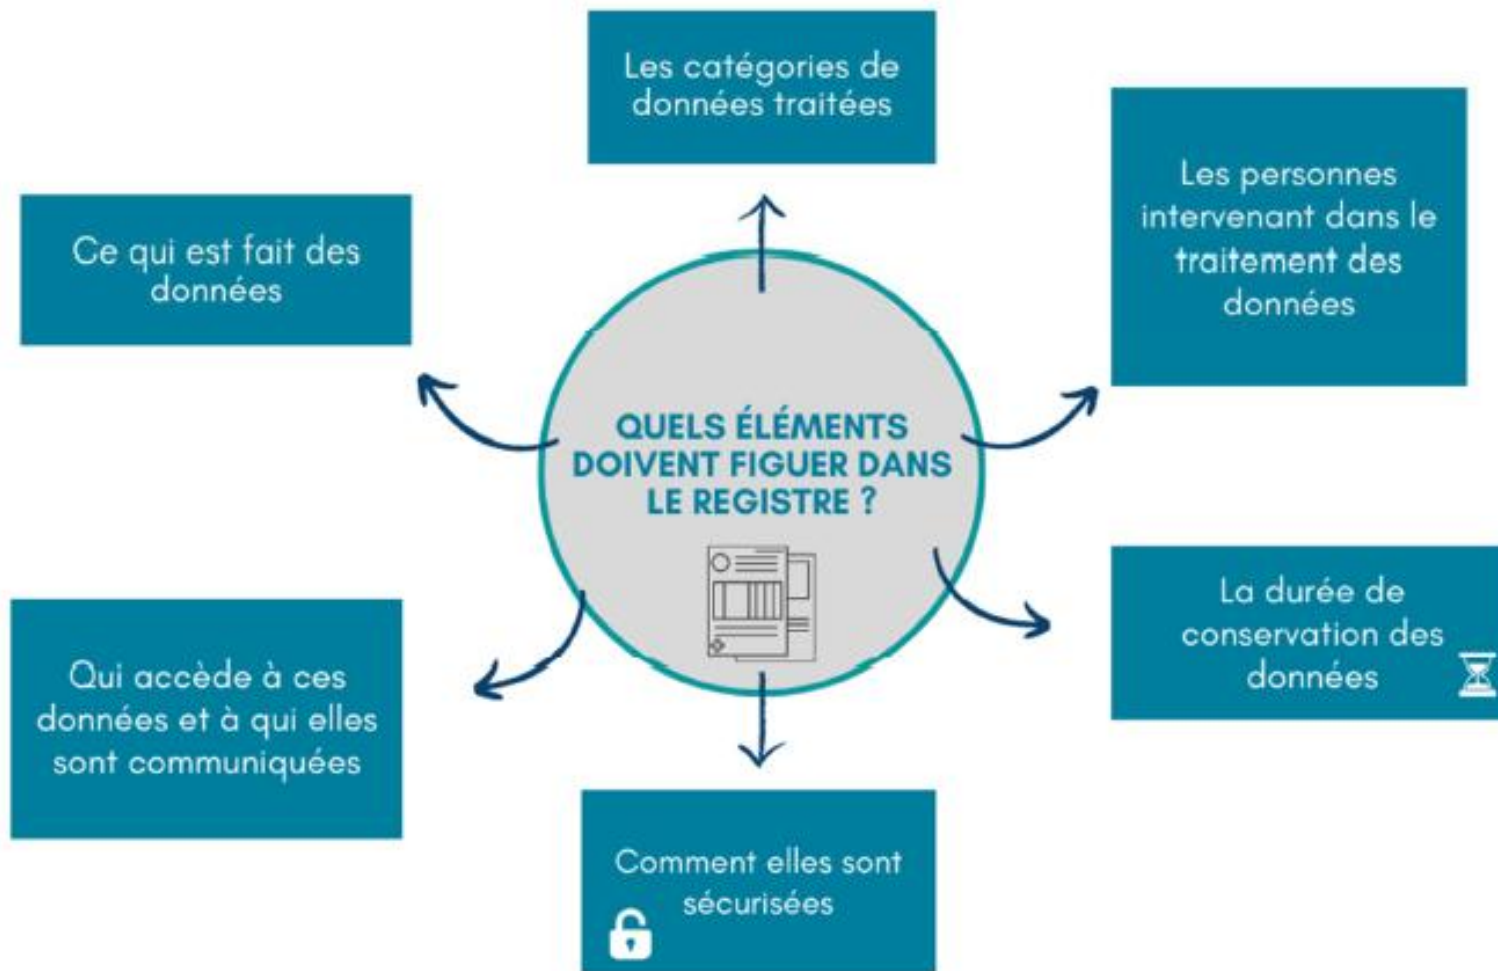 Les catégories de
données traitées
Les personnes
intervenant dans le
traitement des
données
Ce qui est fait des
données
QUELS ÉLÉMENTS
DOIVENT FIGUER DANS
LE REGISTRE ?
La durée de
conservation des
données
Qui accède à ces
données et à qui elles
sont communiquées
Comment elles sont
sécurisées